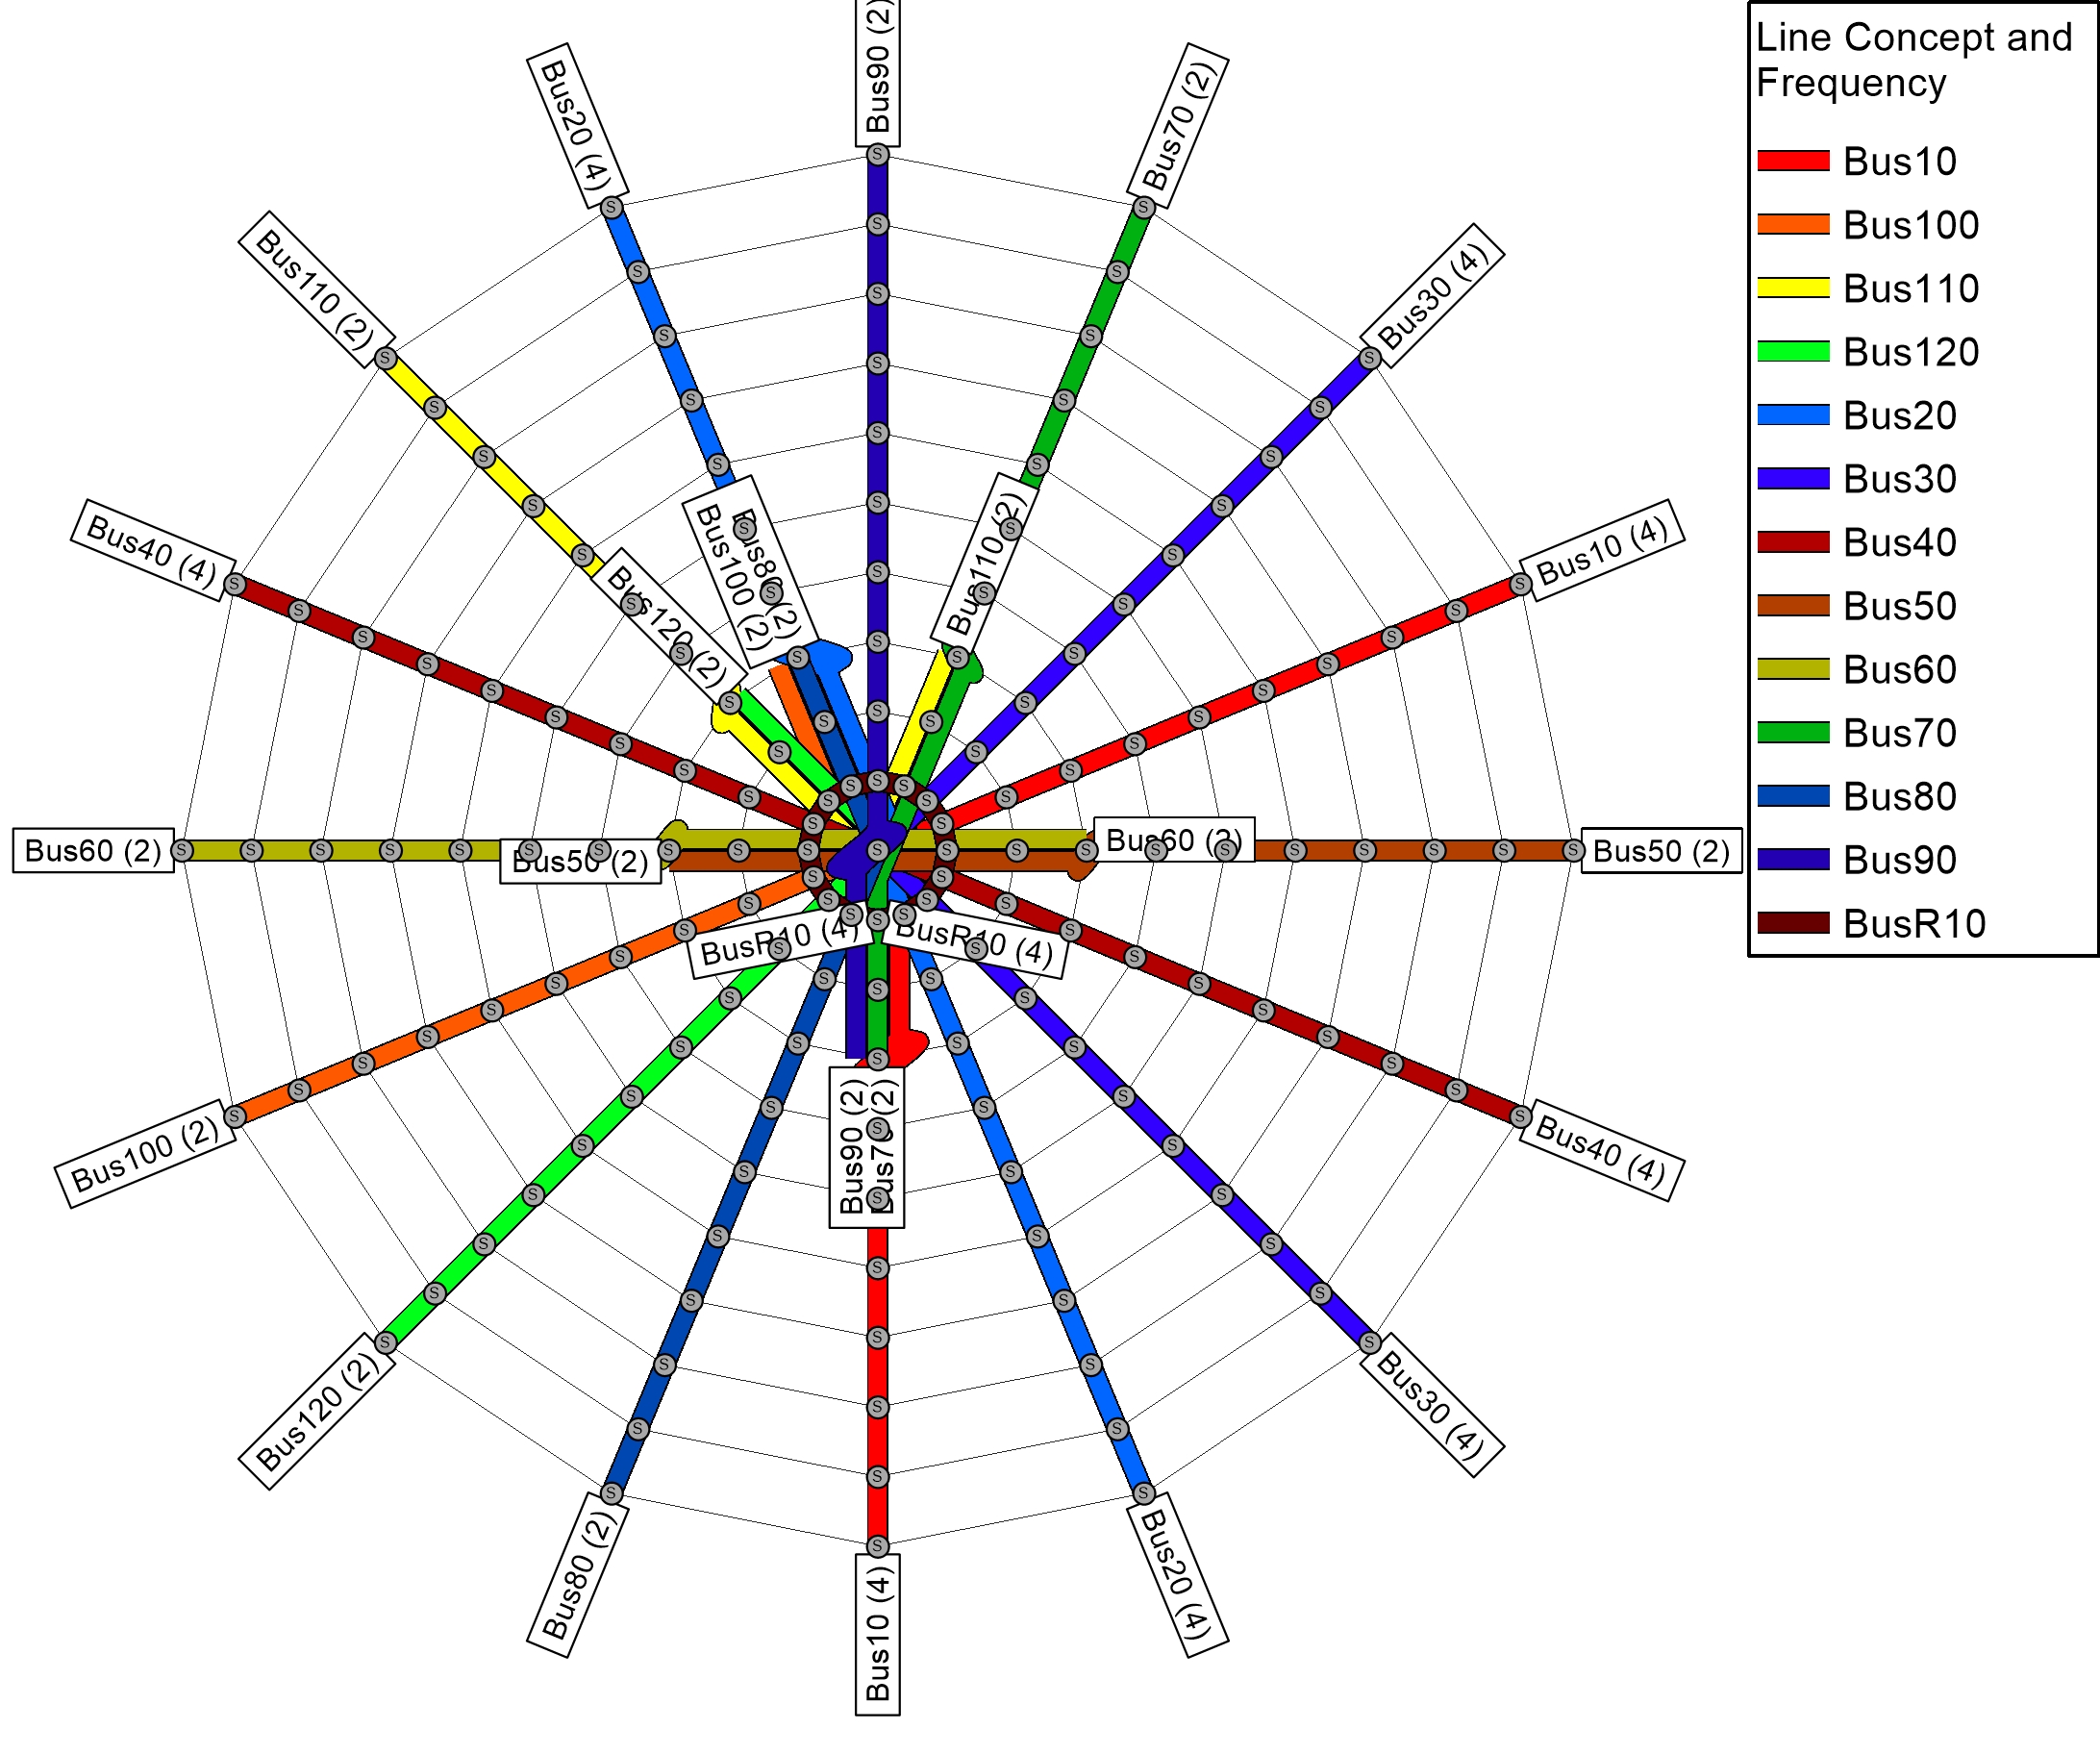 Line Concept and
Frequency
Bus10
Bus100
Bus110
Bus120
Bus20
Bus30
Bus40
Bus50
Bus60
Bus70
Bus80
Bus90
BusR10
Bus90 (2)
Bus20 (4)
Bus70 (2)
Bus110 (2)
Bus30 (4)
Bus40 (4)
Bus10 (4)
Bus80 (2)
Bus100 (2)
Bus110 (2)
Bus120 (2)
Bus60 (2)
Bus50 (2)
Bus60 (2)
Bus50 (2)
BusR10 (4)
BusR10 (4)
Bus100 (2)
Bus90 (2)
Bus70 (2)
Bus40 (4)
Bus120 (2)
Bus30 (4)
Bus80 (2)
Bus10 (4)
Bus20 (4)